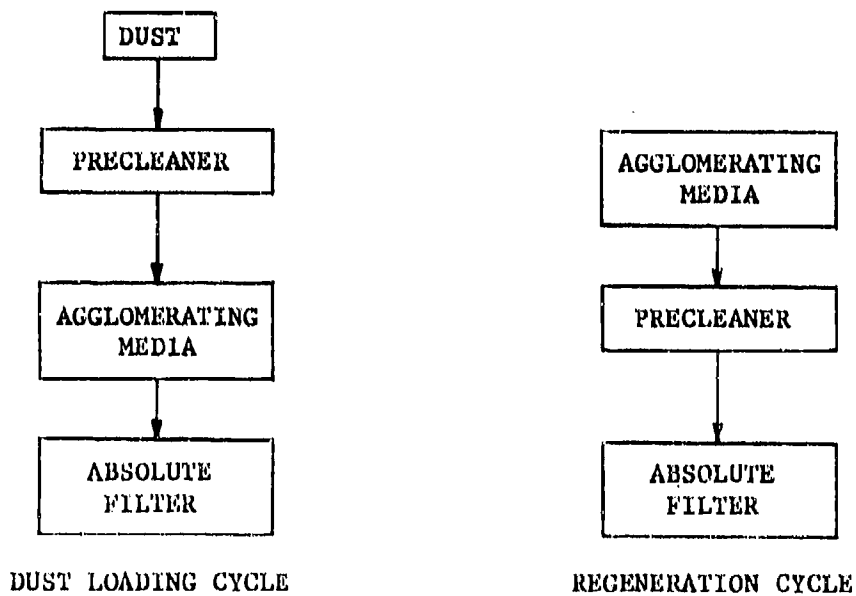 DUST
PRECLEANER
AGGLOMERATING
MEDIA
ABSOLUTE
FILTER
DUST LOADING CYCLE
AGGLOMERATING
MEDIA
PRECLEANER
ABSOLUTE
FILTER
REGENERATION CYCLE